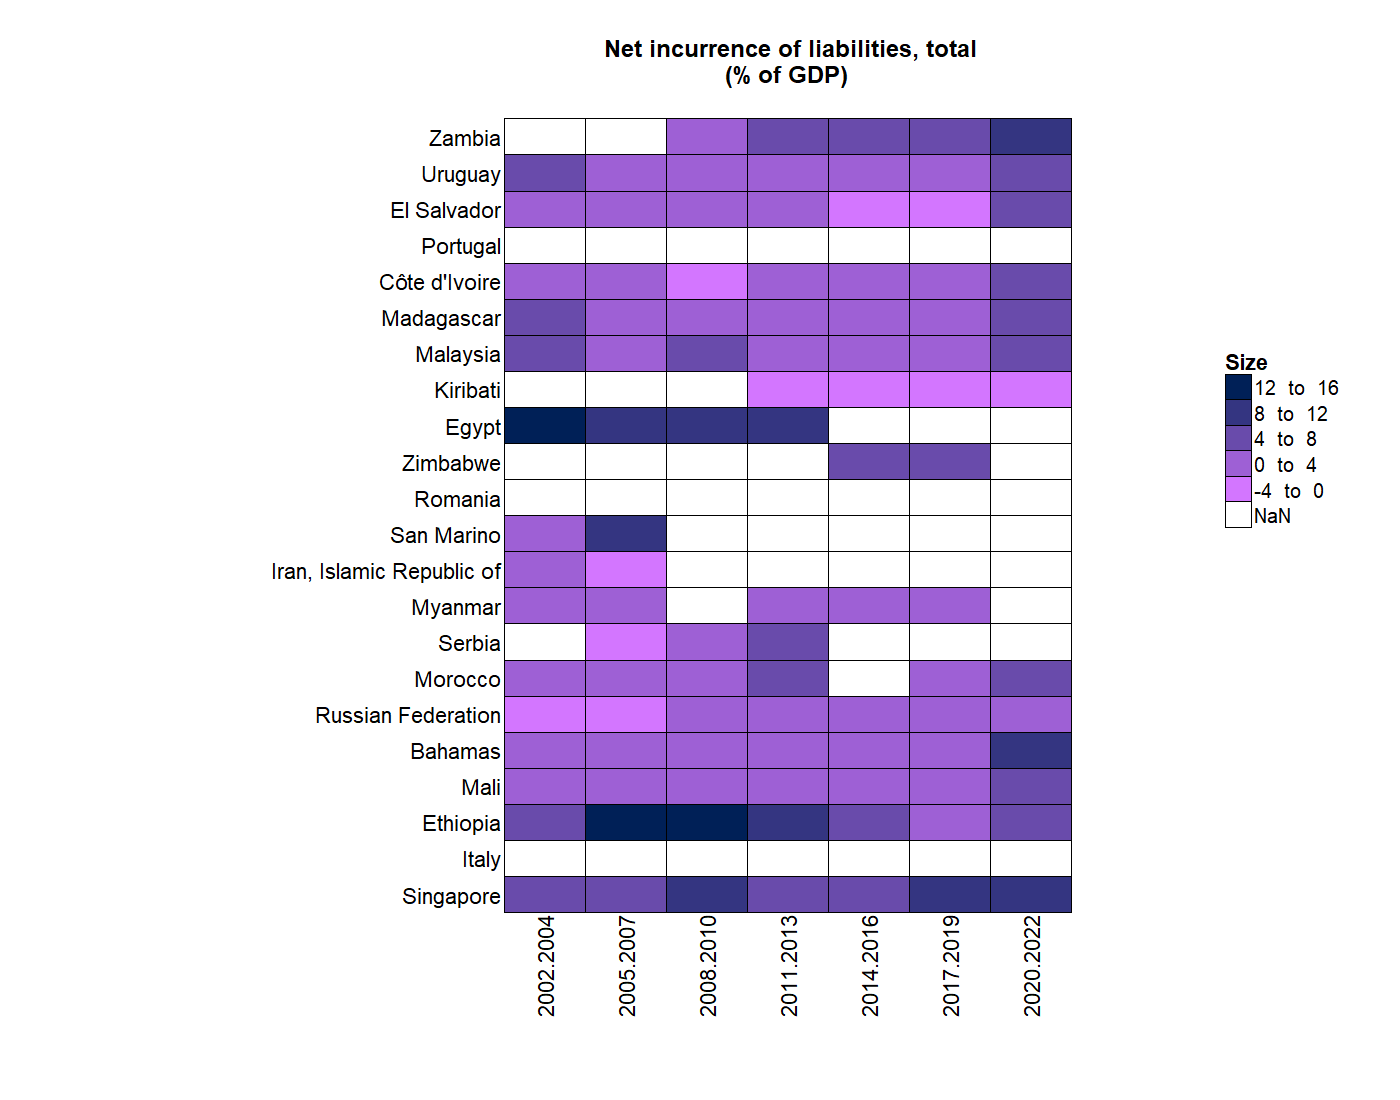 Net incurrence of liabilities, total
(% of GDP)
Zambia
Uruguay
El Salvador
Portugal
Côte d'Ivoire
Madagascar
Malaysia
Kiribati
Egypt
Zimbabwe
Romania
San Marino
Iran, Islamic Republic of
Myanmar
Serbia
Morocco
Russian Federation
Bahamas
Mali
Ethiopia
Italy
Singapore
2002.2004
2005.2007
2008.2010
2011.2013
2014.2016
2017.2019
2020.2022
Size
12 to 16
8 to 12
4 to 8
0 to 4
-4 to 0
NaN